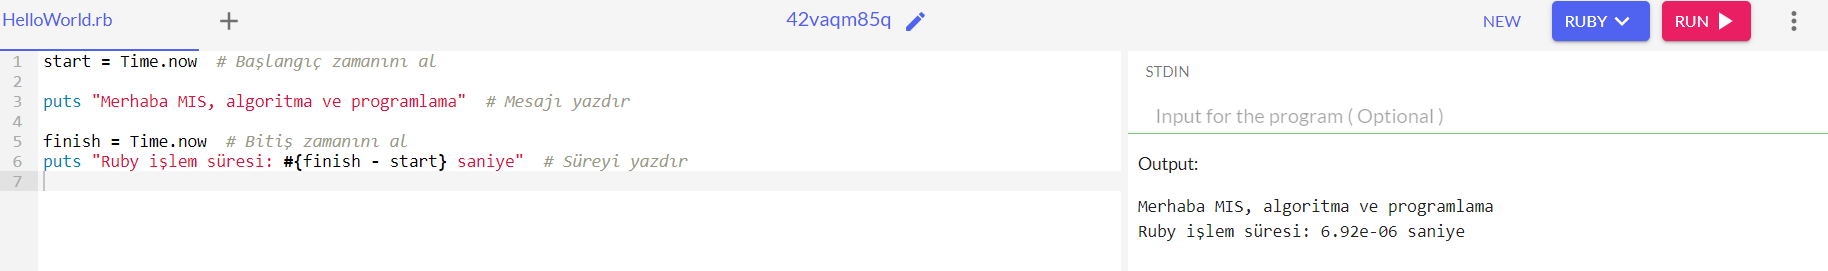 HelloWorld.rb + 42vaqm85q NEW RUBY RUN
1 start = Time.now # Başlangıç zamanını al
2
3 puts "Merhaba MIS, algoritma ve programlama" # Mesajı yazdır
4
5 finish = Time.now # Bitiş zamanını al
6 puts "Ruby işlem süresi: #{finish - start} saniye" # Süreyi yazdır
7
STDIN
Input for the program ( Optional )
Output:
Merhaba MIS, algoritma ve programlama
Ruby işlem süresi: 6.92e-06 saniye